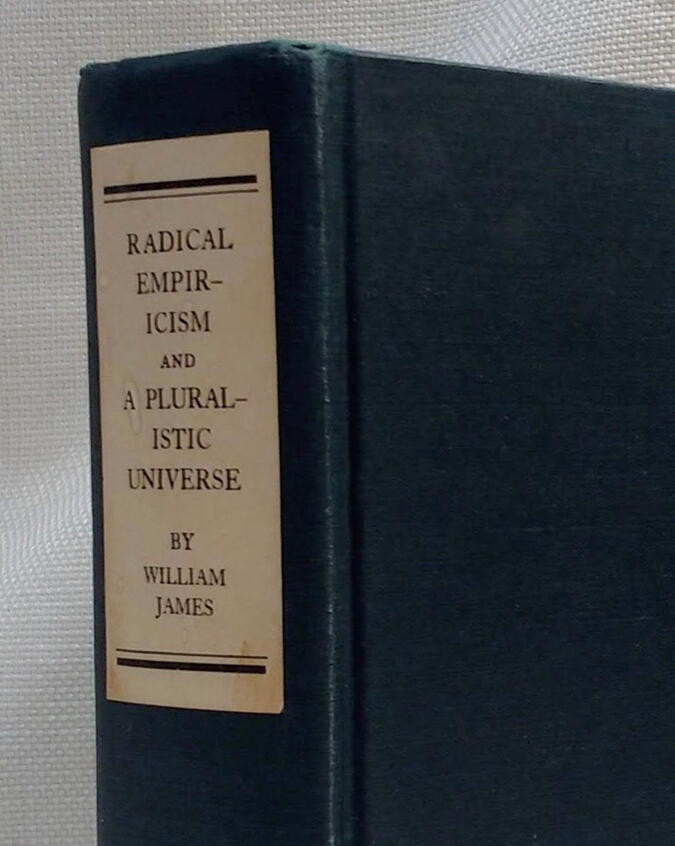 RADICAL
EMPIR–
ICISM
AND
A PLURAL–
ISTIC
UNIVERSE
BY
WILLIAM
JAMES